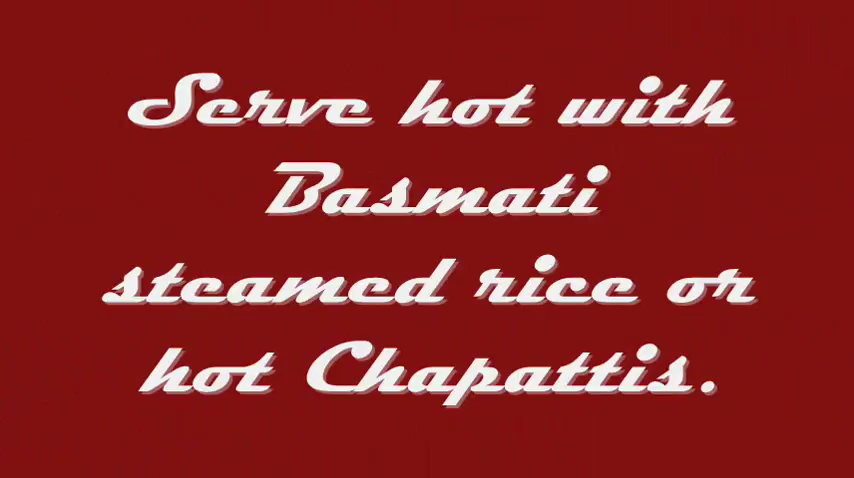 Serve hot with
Basmati
steamed rice or
hot Chapattis.